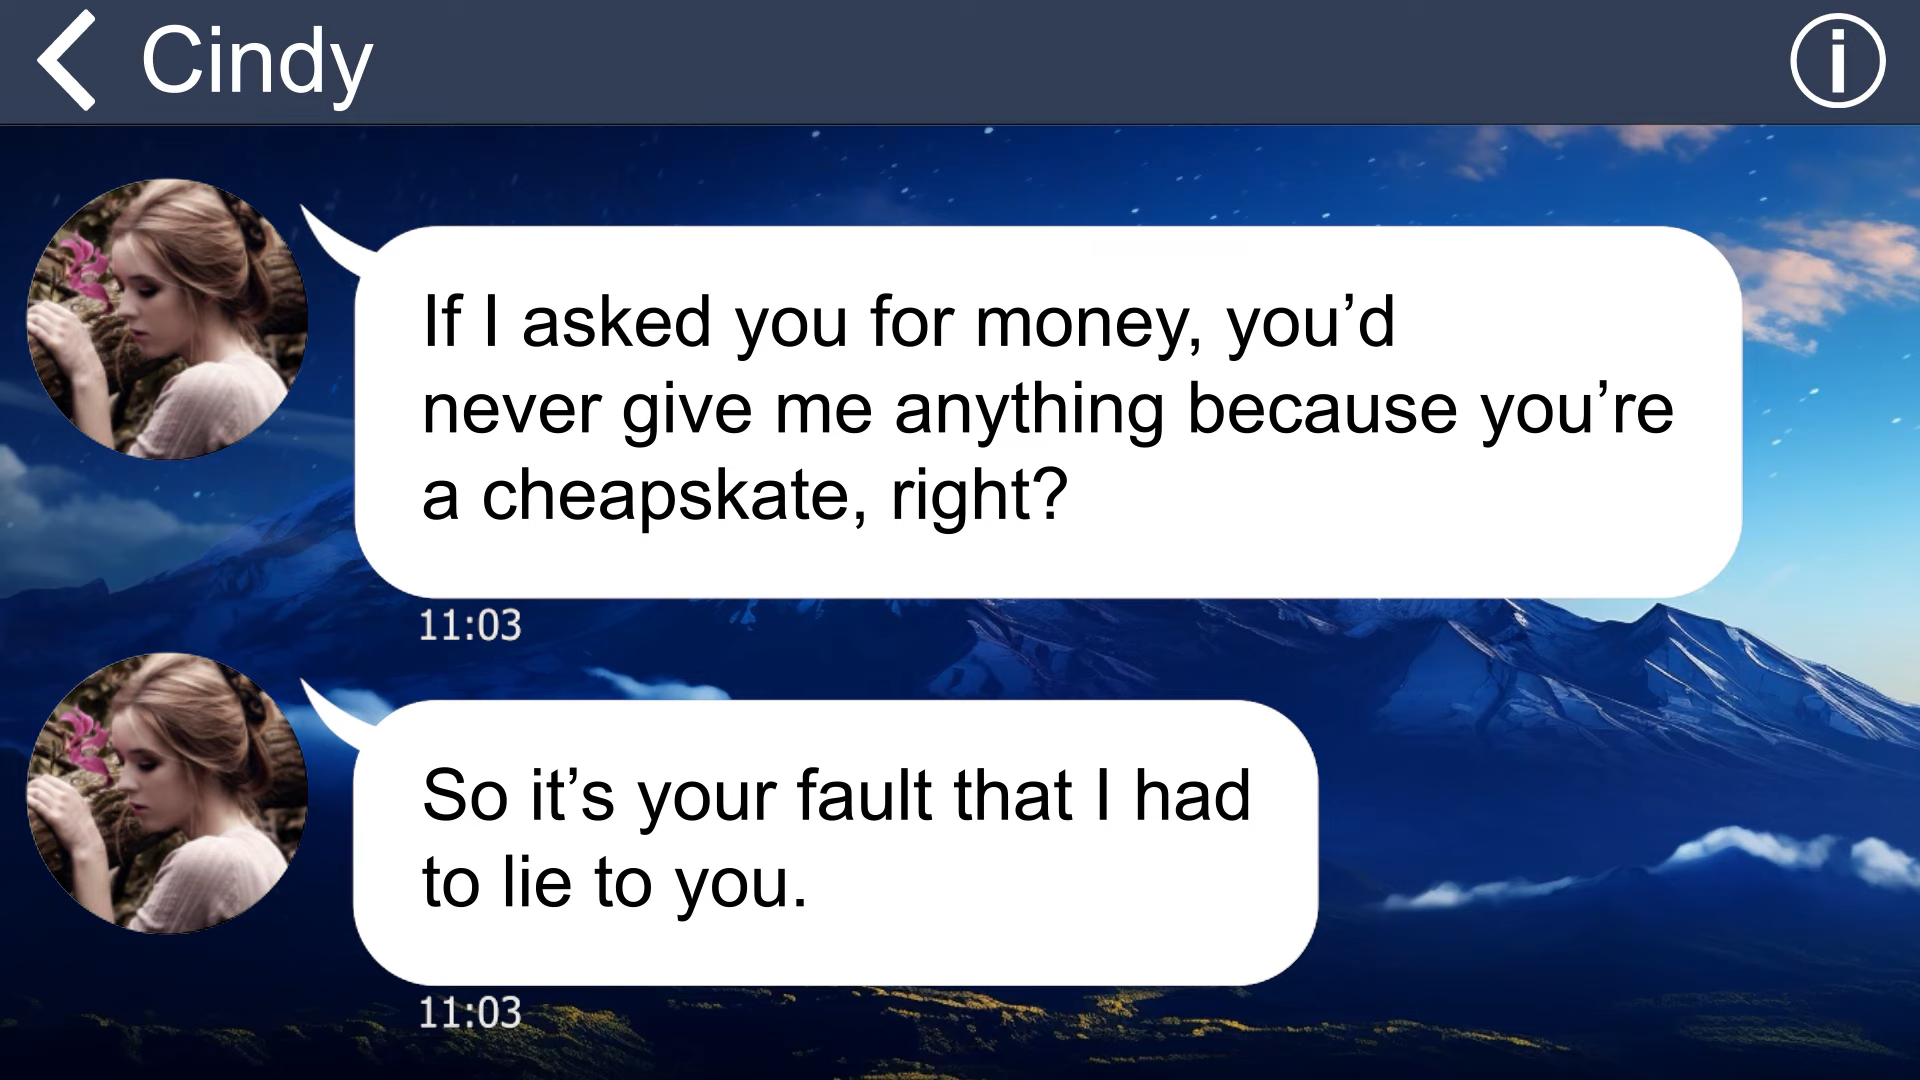 Cindy
If I asked you for money, you’d
never give me anything because you’re
a cheapskate, right?
11:03
So it’s your fault that I had
to lie to you.
11:03